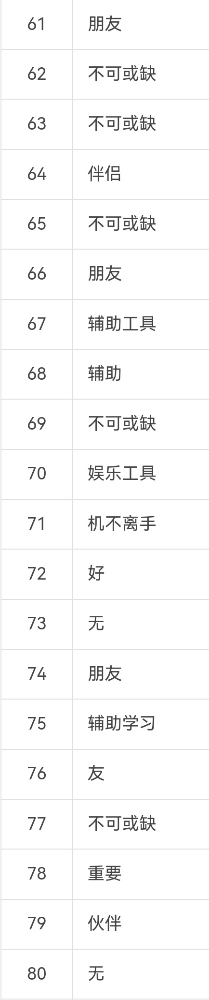 61 朋友
62 不可或缺
63 不可或缺
64 伴侣
65 不可或缺
66 朋友
67 辅助工具
68 辅助
69 不可或缺
70 娱乐工具
71 机不离手
72 好
73 无
74 朋友
75 辅助学习
76 友
77 不可或缺
78 重要
79 伙伴
80 无